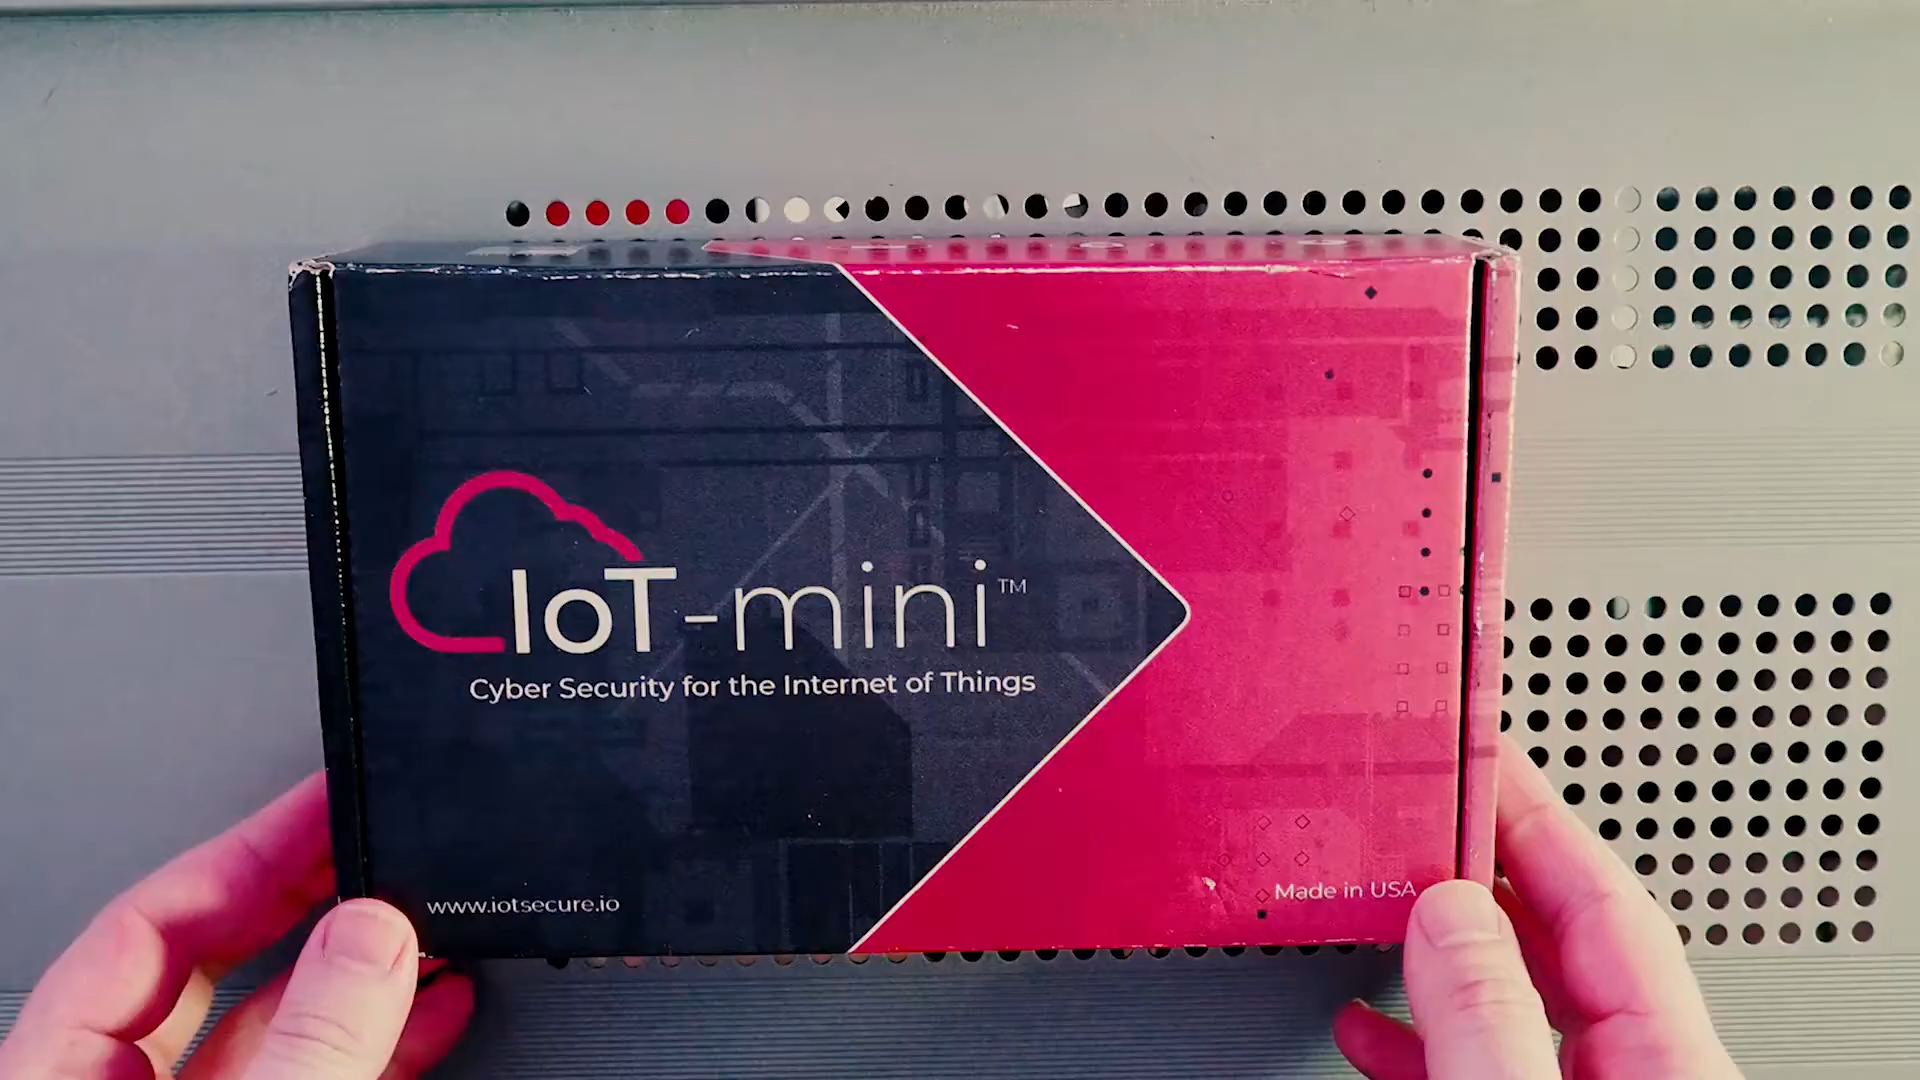 IoT-mini™
Cyber Security for the Internet of Things
www.iotsecure.io
Made in USA